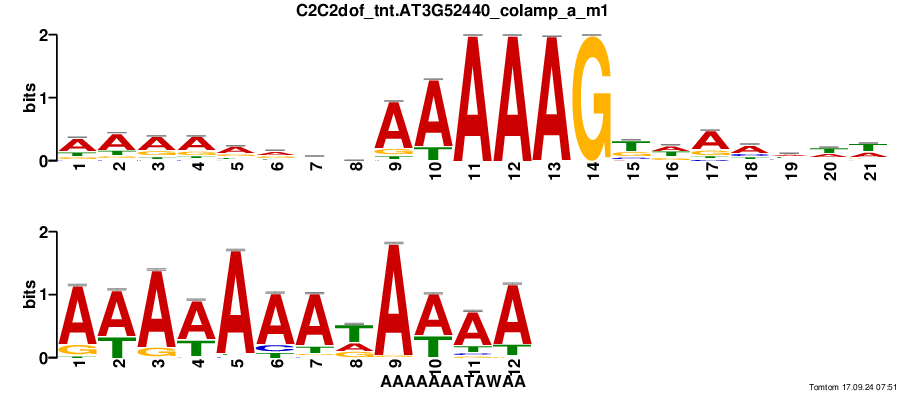 C2C2dof_tnt.AT3G52440_colamp_a_m1
2
1
0
bits
AAAAAAAAAAAAAG
1 2 3 4 5 6 7 8 9 10 11 12 13 14 15 16 17 18 19 20 21
2
1
0
bits
AAAAAAATAAAA
1 2 3 4 5 6 7 8 9 10 11 12
AAAAAAATAWAA
Tomtom 17.09.24 07:51